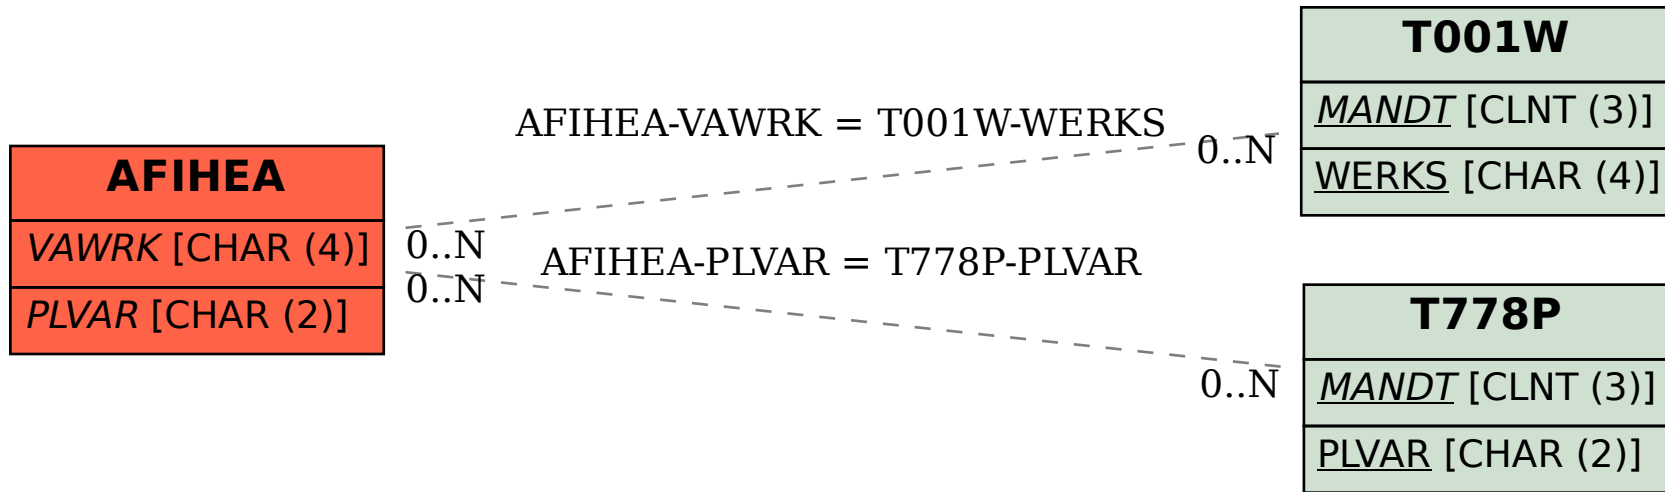 AFIHEA
VAWRK [CHAR (4)]
PLVAR [CHAR (2)]
AFIHEA-VAWRK = T001W-WERKS
0..N
0..N
AFIHEA-PLVAR = T778P-PLVAR
0..N
0..N
T001W
MANDT [CLNT (3)]
WERKS [CHAR (4)]
T778P
MANDT [CLNT (3)]
PLVAR [CHAR (2)]